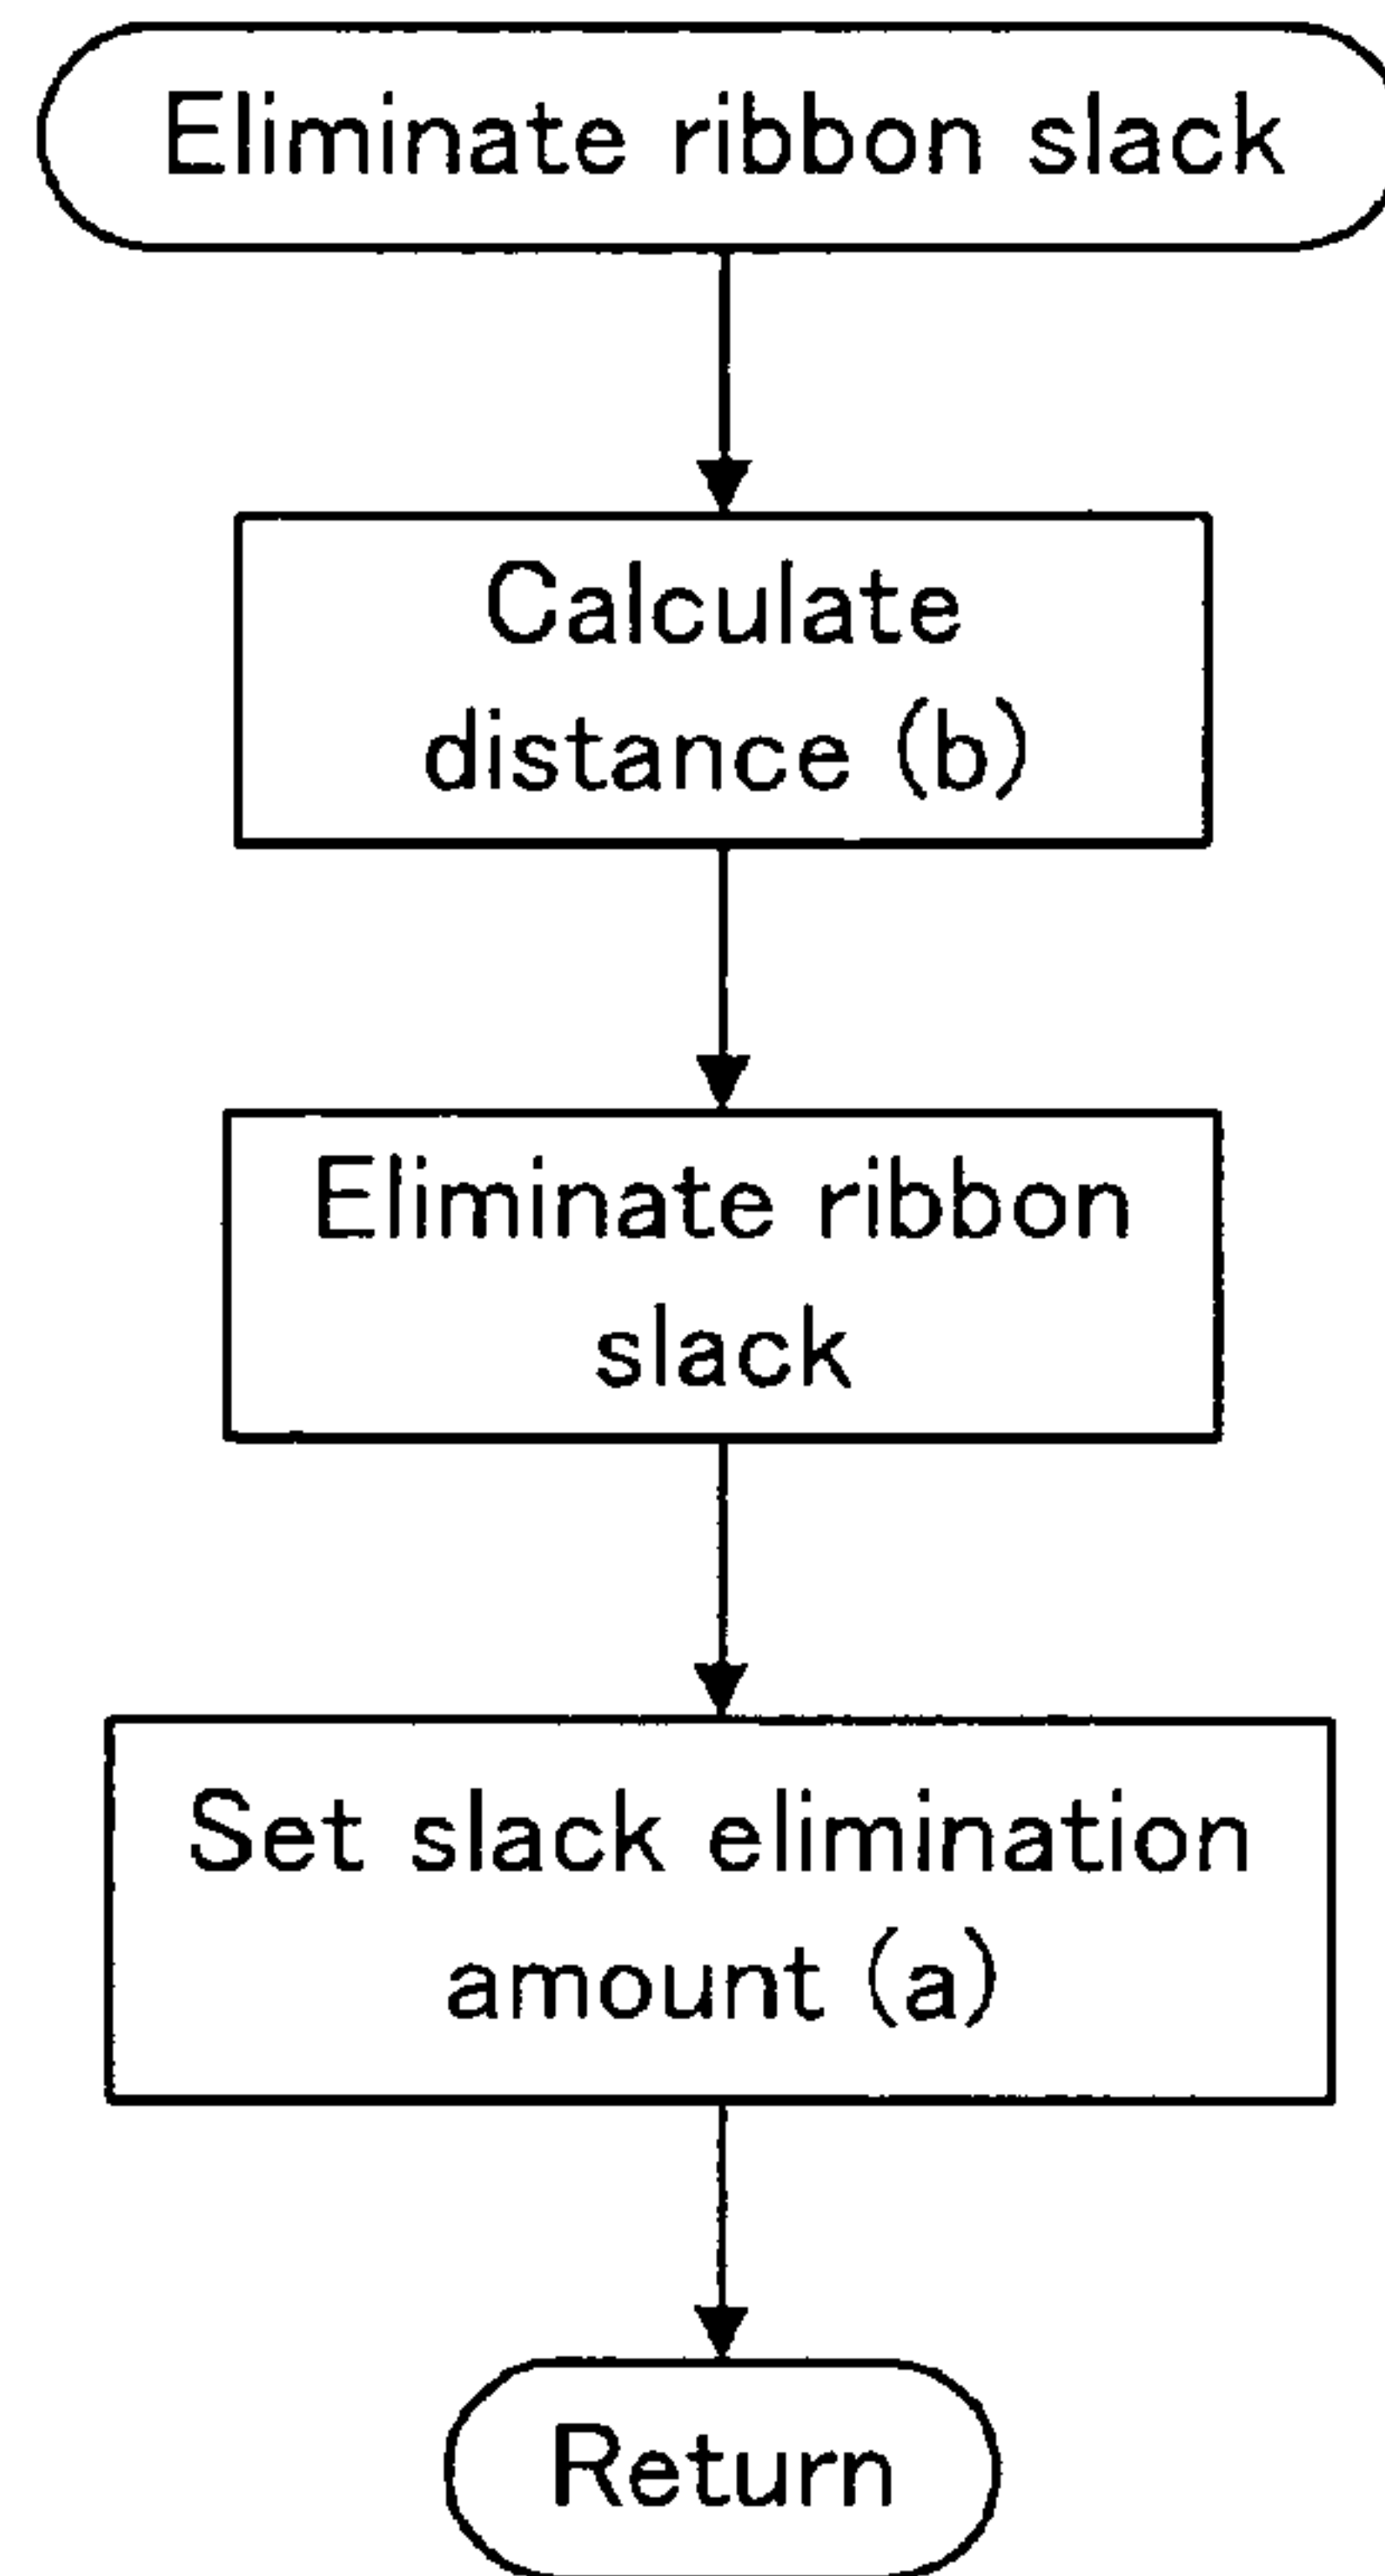 Eliminate ribbon slack
Calculate
distance (b)
Eliminate ribbon
slack
Set slack elimination
amount (a)
Return